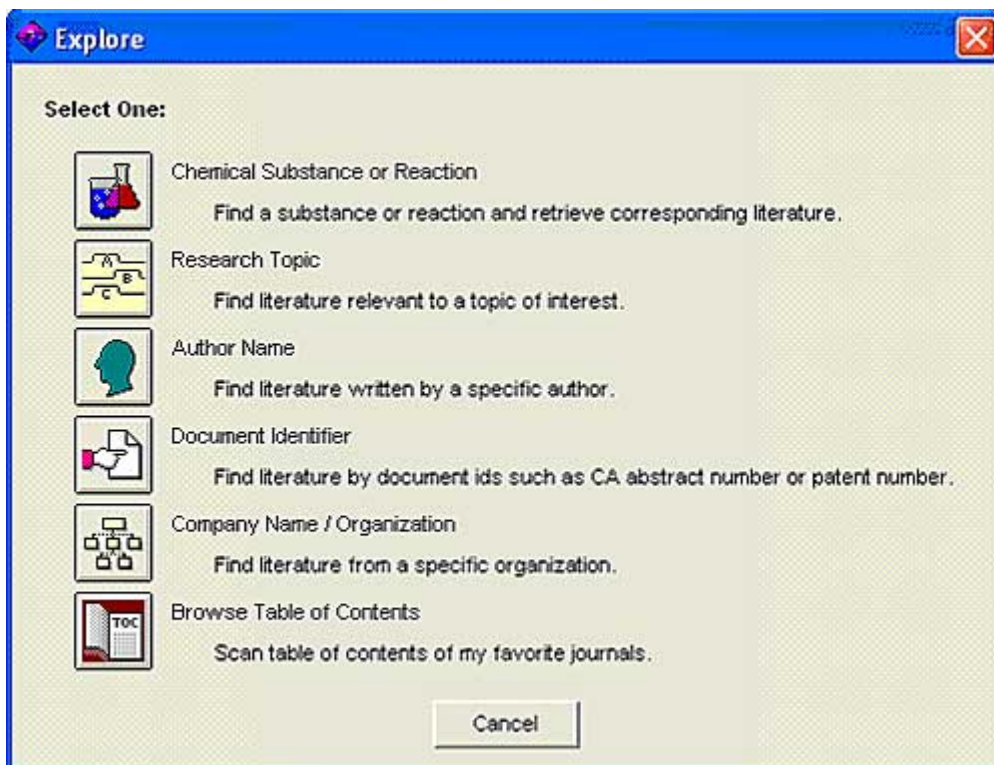 Explore
Select One:
Chemical Substance or Reaction
Find a substance or reaction and retrieve corresponding literature.
A
B
C
Research Topic
Find literature relevant to a topic of interest.
Author Name
Find literature written by a specific author.
Document Identifier
Find literature by document ids such as CA abstract number or patent number.
Company Name / Organization
Find literature from a specific organization.
TOC
Browse Table of Contents
Scan table of contents of my favorite journals.
Cancel